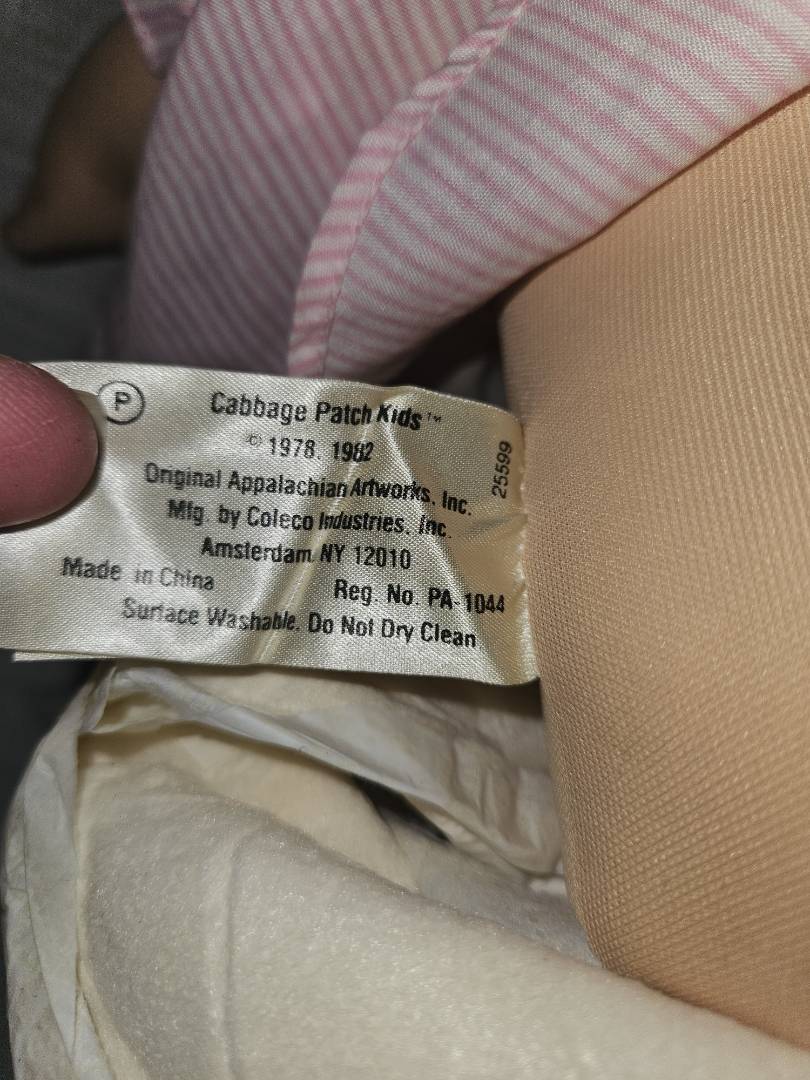 P
Cabbage Patch Kids™
© 1978, 1982
Original Appalachian Artworks, Inc.
Mfg. by Coleco Industries, Inc.
Amsterdam NY 12010
Made in China Reg. No. PA-1044
Surface Washable. Do Not Dry Clean
25599